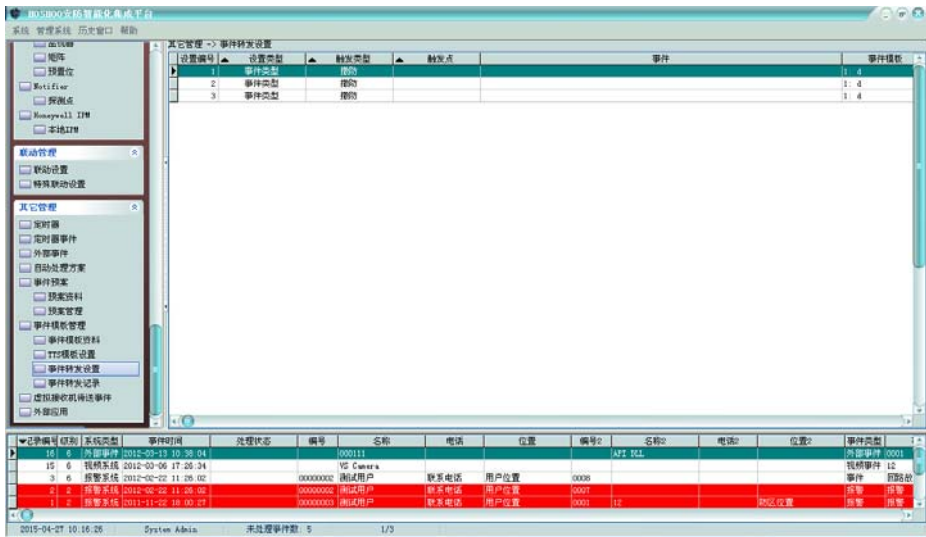 HOSHOO安防智能化集成平台
系统 管理系统 历史窗口 帮助
矩阵
预置位
Notifier
探测点
Honeywell IPM
本地IPM
联动管理
联动设置
特殊联动设置
其它管理
定时器
定时器事件
外部事件
自动处理方案
事件预案
预案资料
预案管理
事件模板管理
事件模板资料
TTS模板设置
事件转发设置
事件转发记录
虚拟接收机待送事件
外部应用
其它管理 -> 事件转发设置
设置编号 设置类型 触发类型 触发点 事件 事件模板
1 事件类型 撤防 1: d
2 事件类型 撤防 1: d
3 事件类型 撤防 1: d
记录编号 级别 系统类型 事件时间 处理状态 编号 名称 电话 位置 编号2 名称2 电话2 位置2 事件类型
16 6 外部事件 2012-03-13 10:38:04 000111 API DLL 外部事件 0001
15 6 视频系统 2012-03-06 17:26:34 VS Camera 视频事件 12
3 6 报警系统 2012-02-22 11:26:02 00000002 测试用户 联系电话 用户位置 0008 事件 回路故
2 2 报警系统 2012-02-22 11:26:02 00000002 测试用户 联系电话 用户位置 0007 报警 报警
1 2 报警系统 2011-11-22 18:00:27 00000003 测试用户 联系电话 用户位置 0001 12 防区位置 报警 报警
2015-04-27 10:16:26 System Admin 未处理事件数: 5 1/3